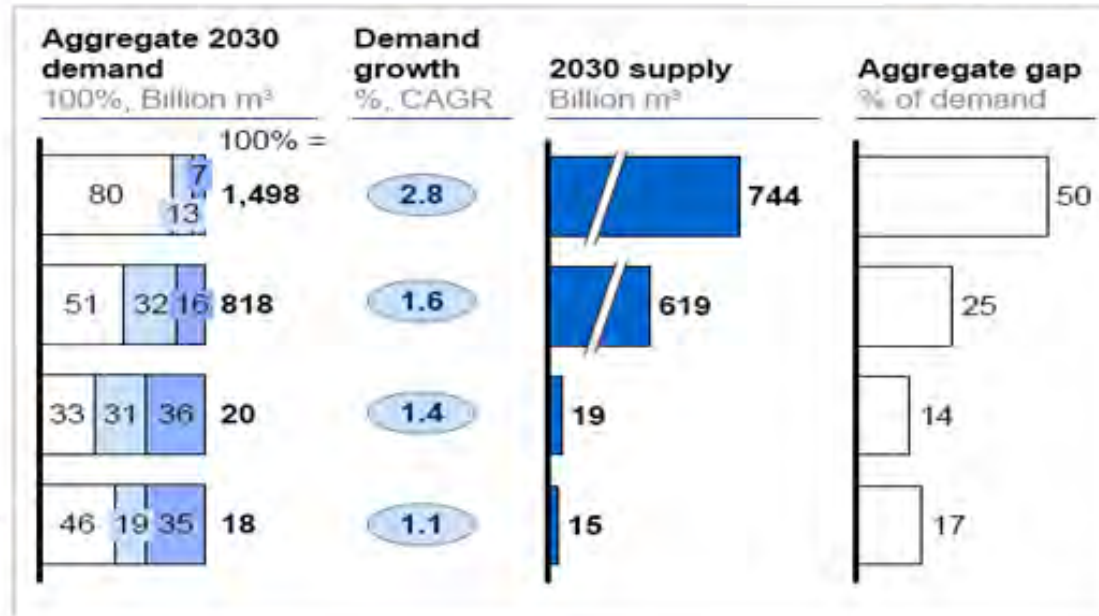 Aggregate 2030 demand
100%, Billion m³
Demand growth
%, CAGR
2030 supply
Billion m³
Aggregate gap
% of demand
100% =
80 13 7 1,498 2.8 744 50
51 32 16 818 1.6 619 25
33 31 36 20 1.4 19 14
46 19 35 18 1.1 15 17